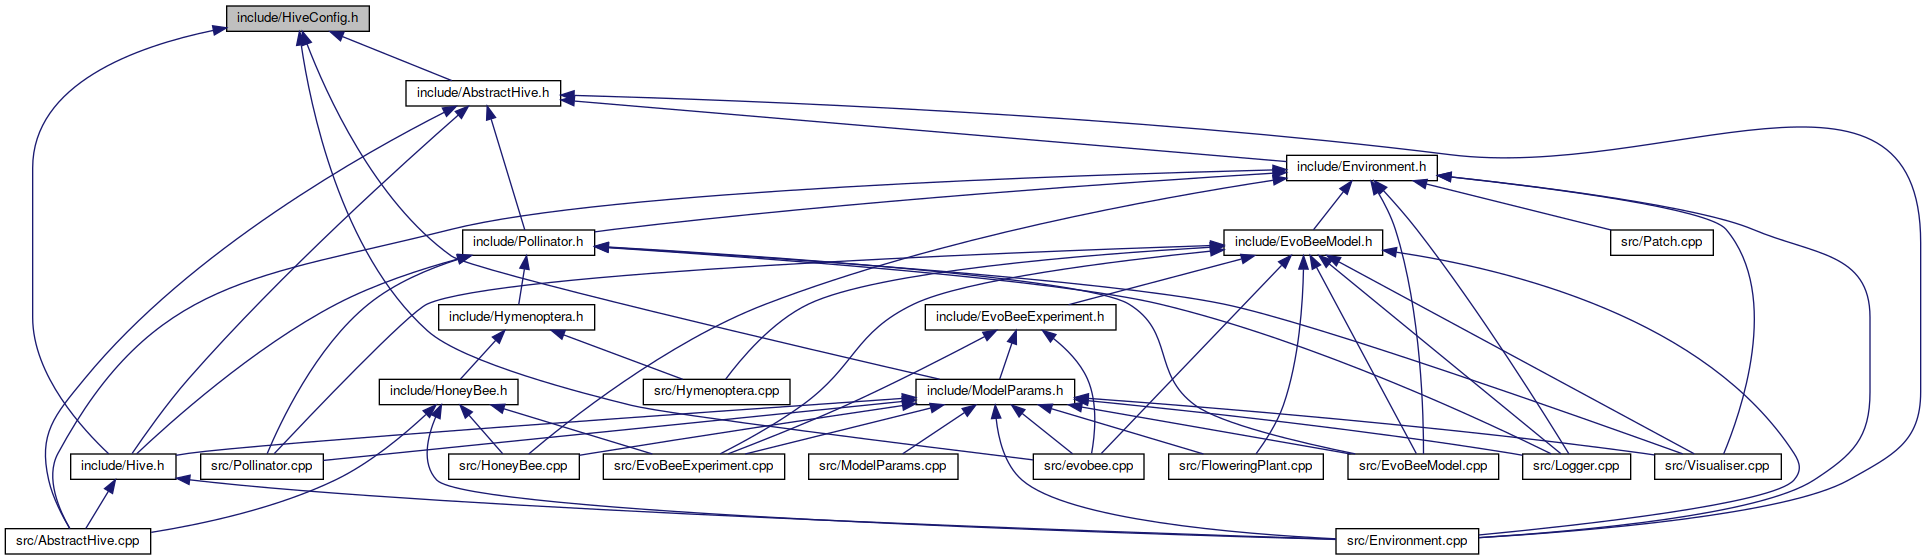 include/HiveConfig.h
include/AbstractHive.h
include/Environment.h
include/Pollinator.h
include/EvoBeeModel.h
src/Patch.cpp
include/Hymenoptera.h
include/EvoBeeExperiment.h
include/HoneyBee.h
src/Hymenoptera.cpp
include/ModelParams.h
include/Hive.h
src/Pollinator.cpp
src/HoneyBee.cpp
src/EvoBeeExperiment.cpp
src/ModelParams.cpp
src/evobee.cpp
src/FloweringPlant.cpp
src/EvoBeeModel.cpp
src/Logger.cpp
src/Visualiser.cpp
src/AbstractHive.cpp
src/Environment.cpp